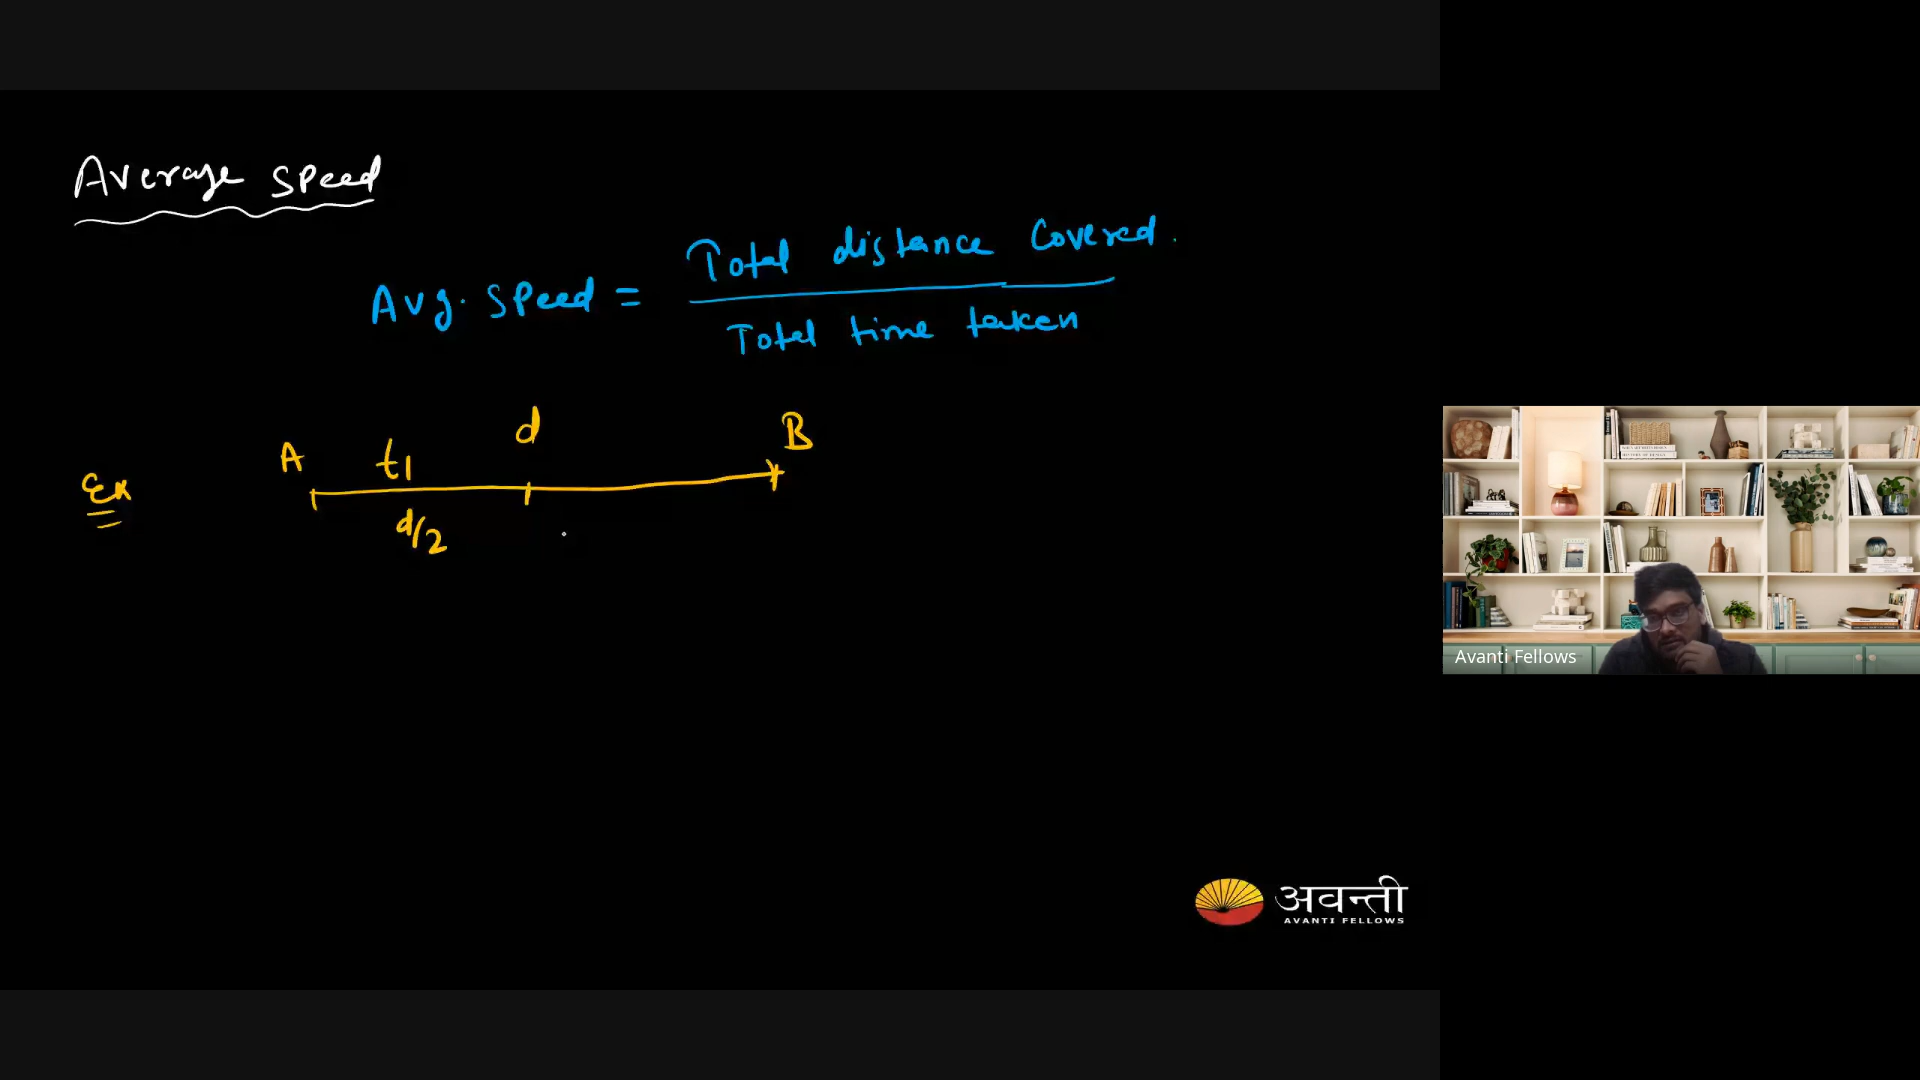 Average speed
Avg. speed = Total distance covered.
Total time taken
A t1 d B
Ex
d/2
Avanti Fellows
अवन्ती
AVANTI FELLOWS